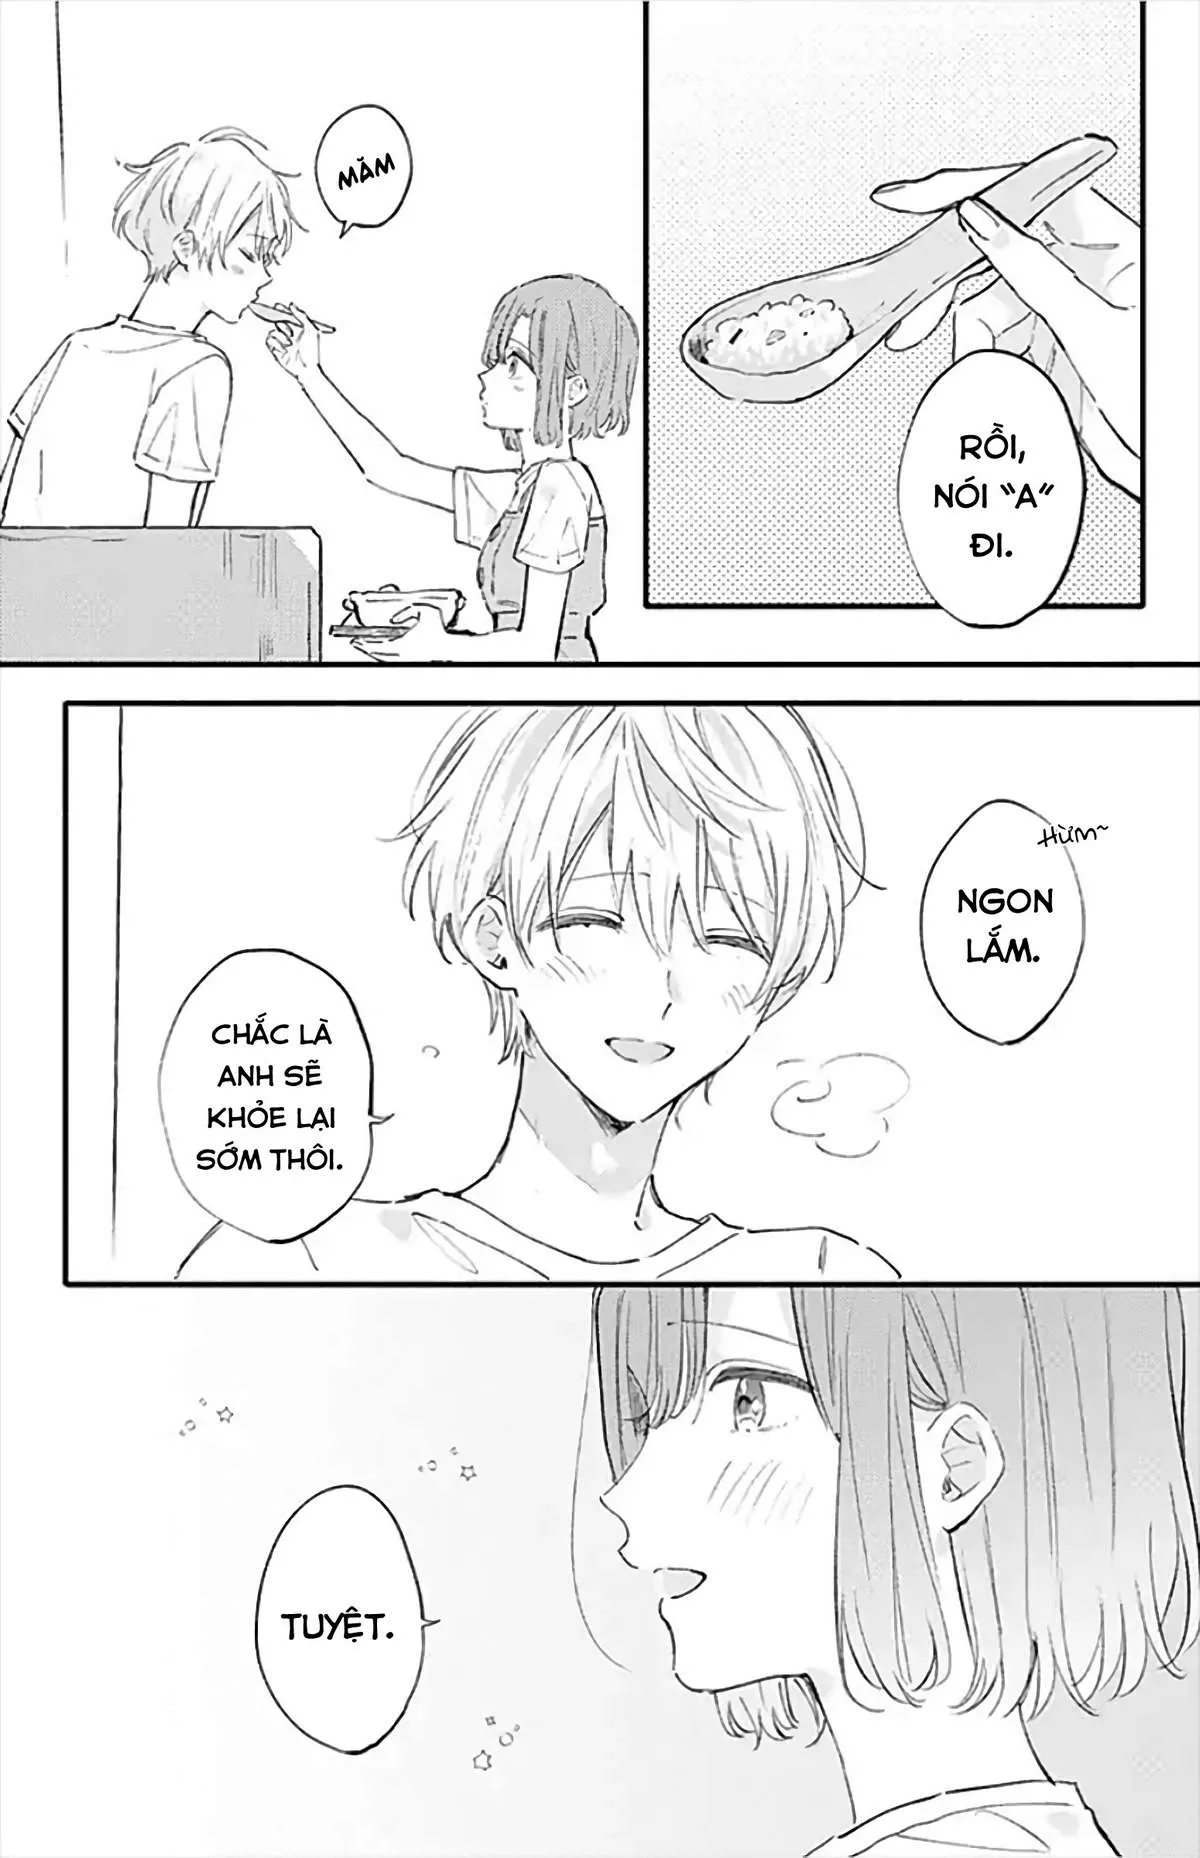 RỒI,
NÓI “A”
ĐI.
MĂM
HỪM~
NGON
LẮM.
CHẮC LÀ
ANH SẼ
KHỎE LẠI
SỚM THÔI.
TUYỆT.